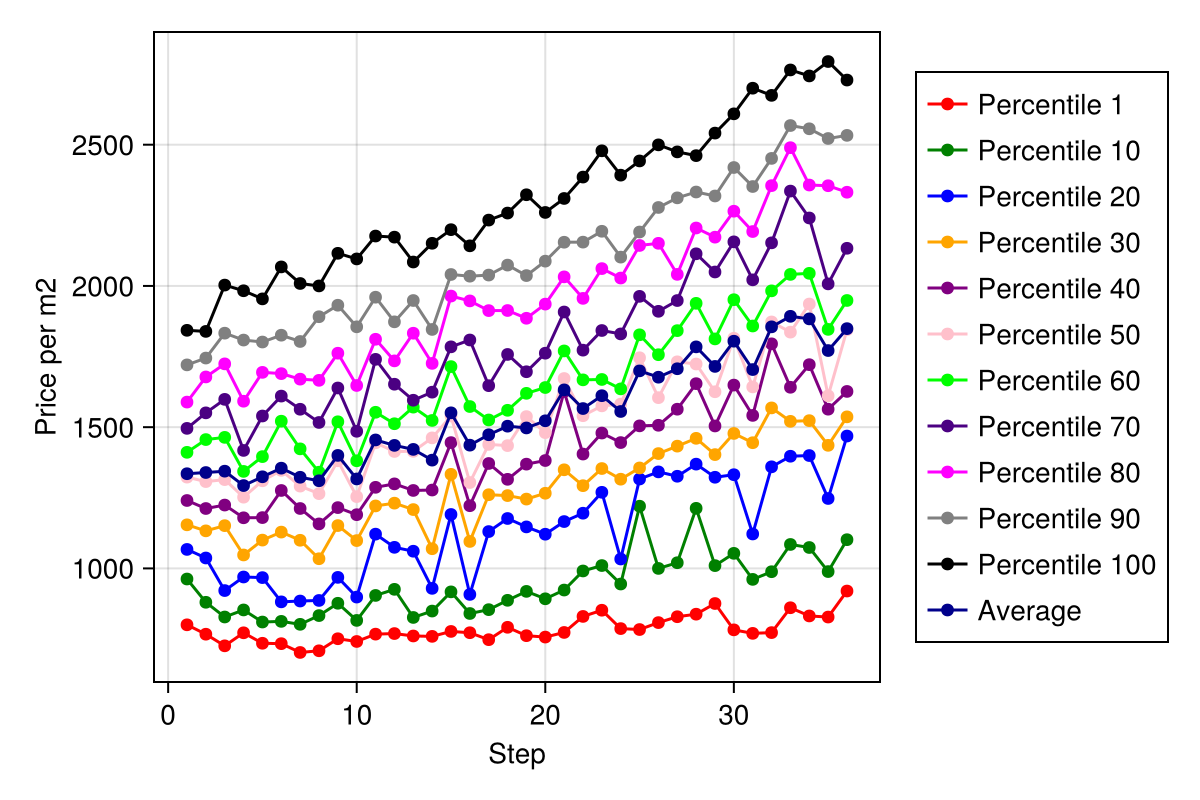 Price per m2
2500
2000
1500
1000
0
10
20
30
Step
Percentile 1
Percentile 10
Percentile 20
Percentile 30
Percentile 40
Percentile 50
Percentile 60
Percentile 70
Percentile 80
Percentile 90
Percentile 100
Average